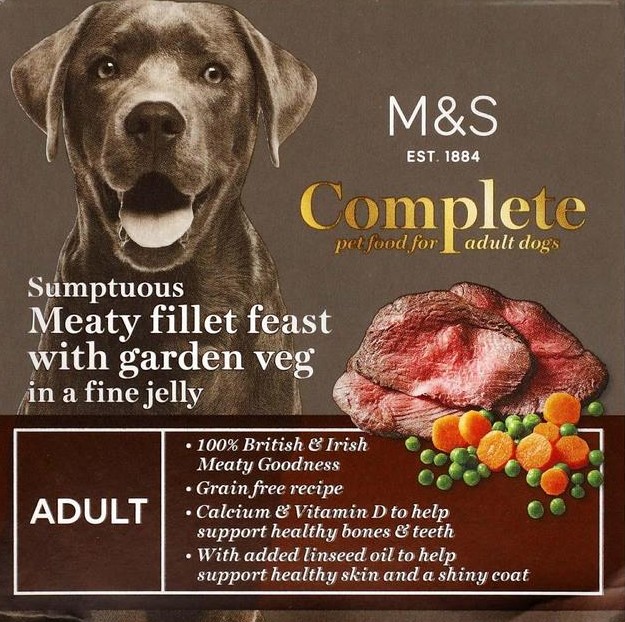 M&S
EST. 1884
Complete
pet food for adult dogs
Sumptuous
Meaty fillet feast
with garden veg
in a fine jelly
ADULT
• 100% British & Irish
Meaty Goodness
• Grain free recipe
• Calcium & Vitamin D to help
support healthy bones & teeth
• With added linseed oil to help
support healthy skin and a shiny coat